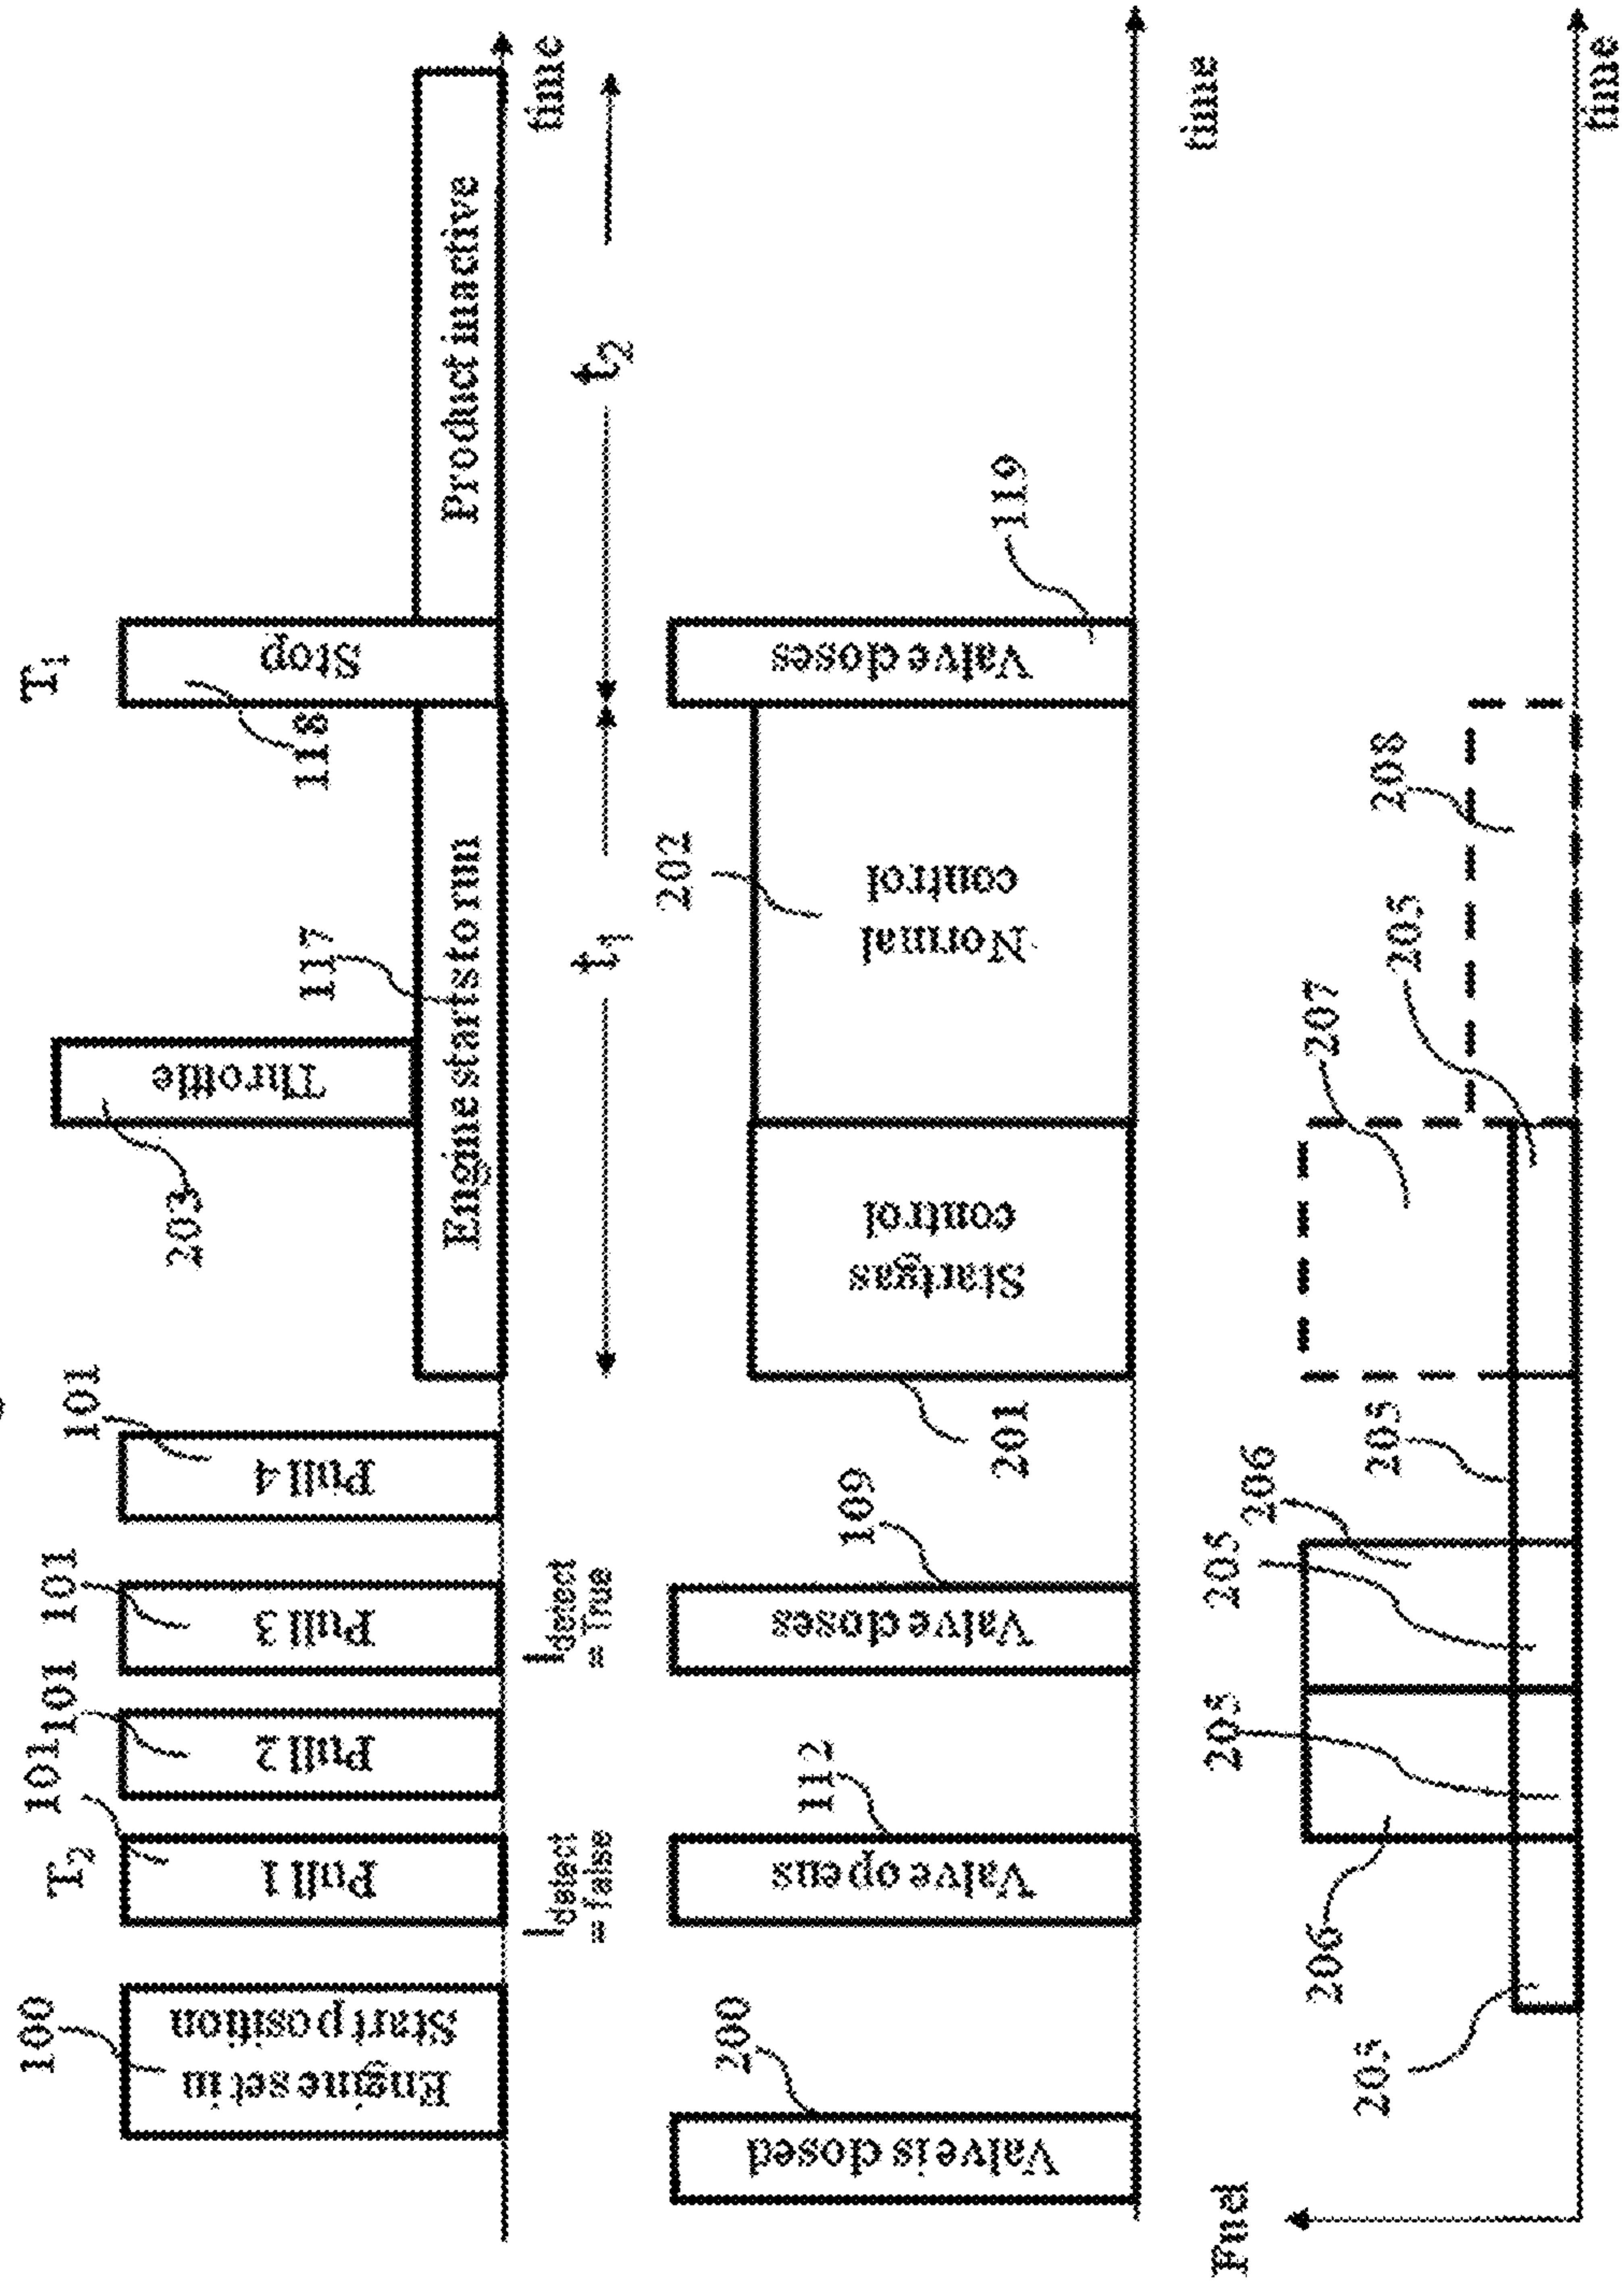 100
Engine set in
Start position
T2
101
Pull 1
101
Pull 2
101
Pull 3
101
Pull 4
203
Throttle
117
Engine starts to run
T1
118
Stop
Product inactive
time
Idetect
= false
Idetect
= True
t1
t2
200
Valve is closed
112
Valve opens
109
Valve closes
201
Startgas
control
202
Normal
control
Valve closes
119
time
Fuel
205
206
205
205
206
205
207
205
208
time